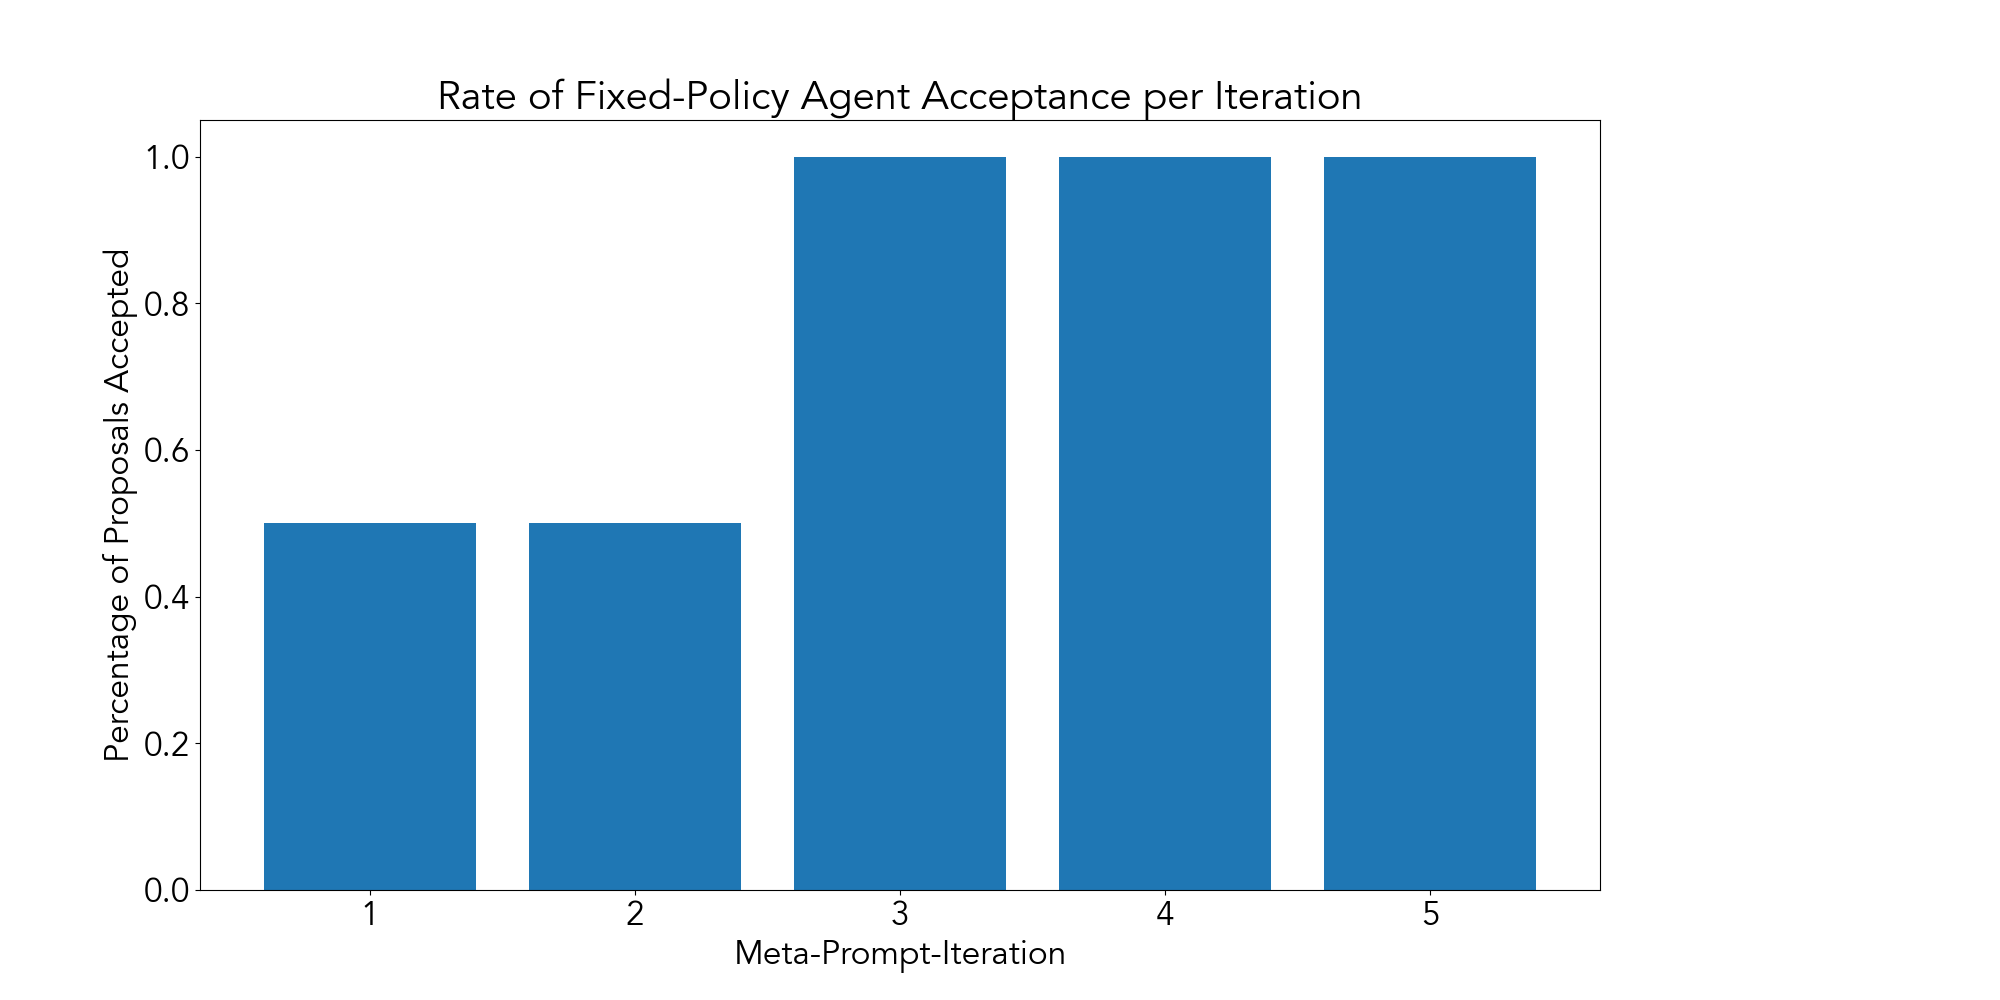 Rate of Fixed-Policy Agent Acceptance per Iteration
Percentage of Proposals Accepted
1.0
0.8
0.6
0.4
0.2
0.0
1 2 3 4 5
Meta-Prompt-Iteration